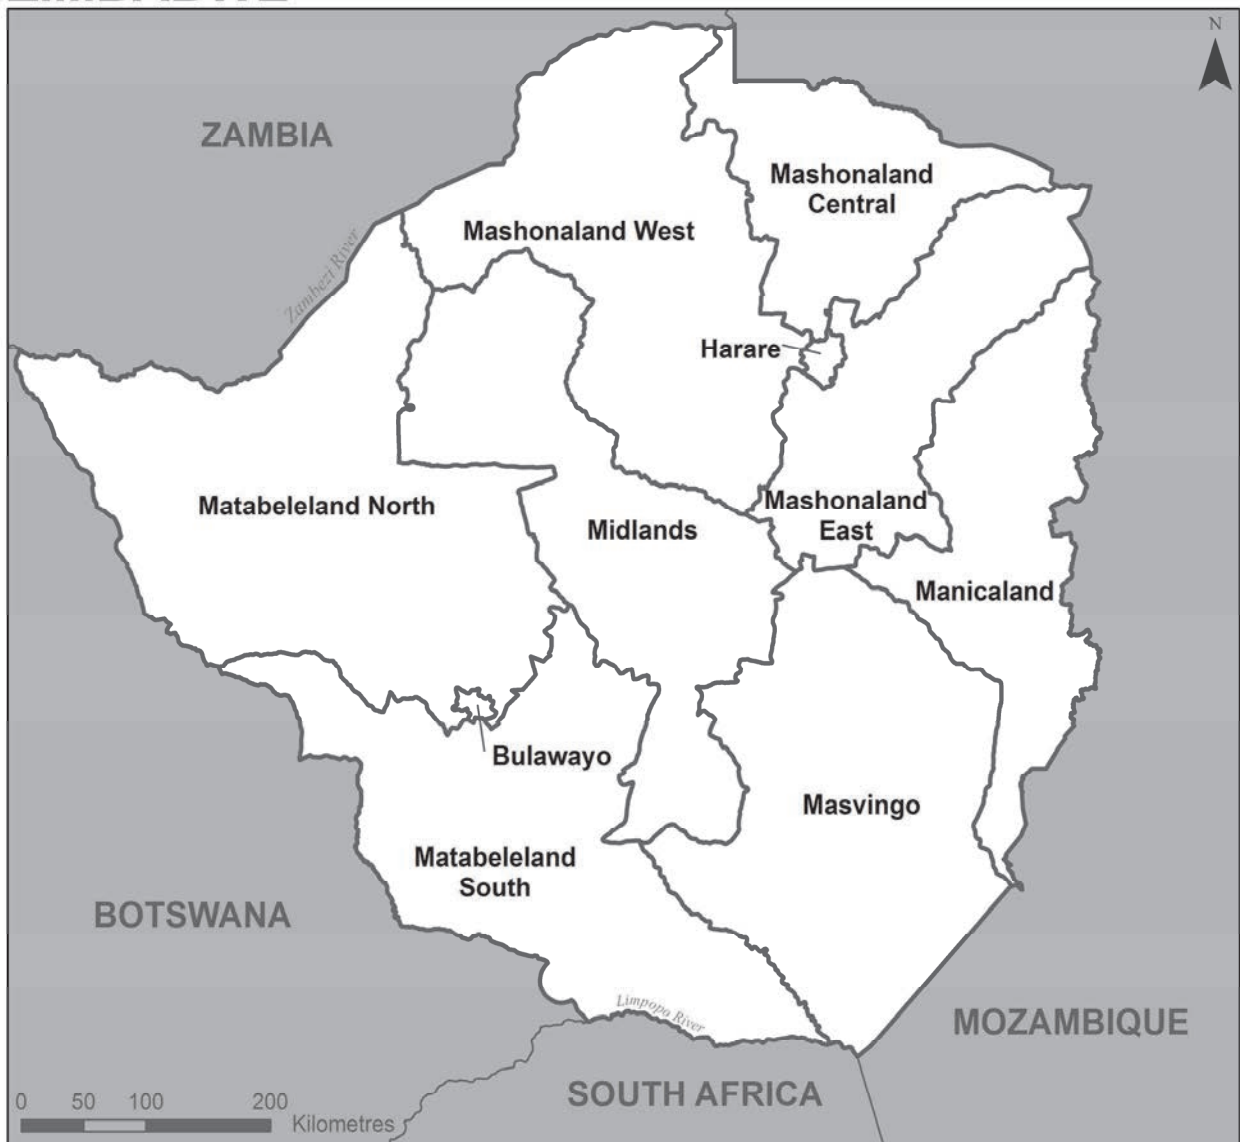 N
ZAMBIA
Mashonaland
Central
Mashonaland West
Zambezi River
Harare
Matabeleland North
Mashonaland
East
Midlands
Manicaland
Bulawayo
Masvingo
Matabeleland
South
BOTSWANA
Limpopo River
MOZAMBIQUE
SOUTH AFRICA
0 50 100 200
Kilometres